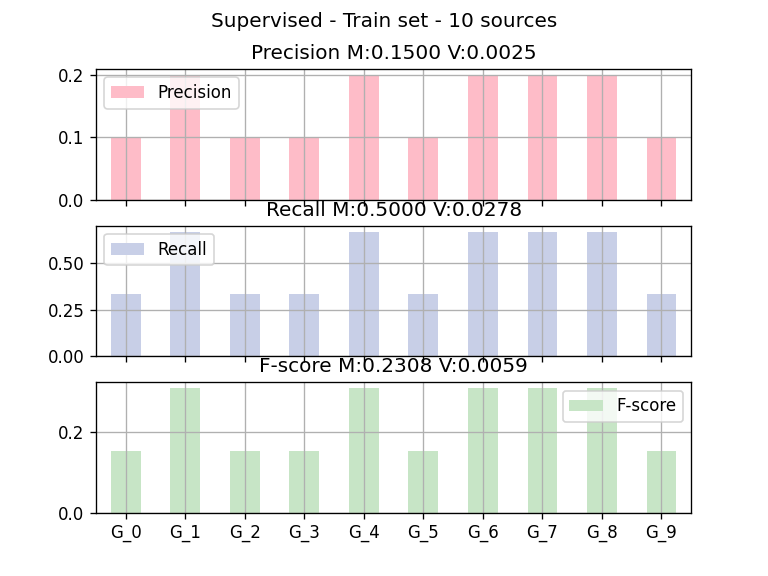 Supervised - Train set - 10 sources
Precision M:0.1500 V:0.0025
0.2
Precision
0.1
0.0
Recall M:0.5000 V:0.0278
Recall
0.50
0.25
0.00
F-score M:0.2308 V:0.0059
F-score
0.2
0.0
G_0 G_1 G_2 G_3 G_4 G_5 G_6 G_7 G_8 G_9